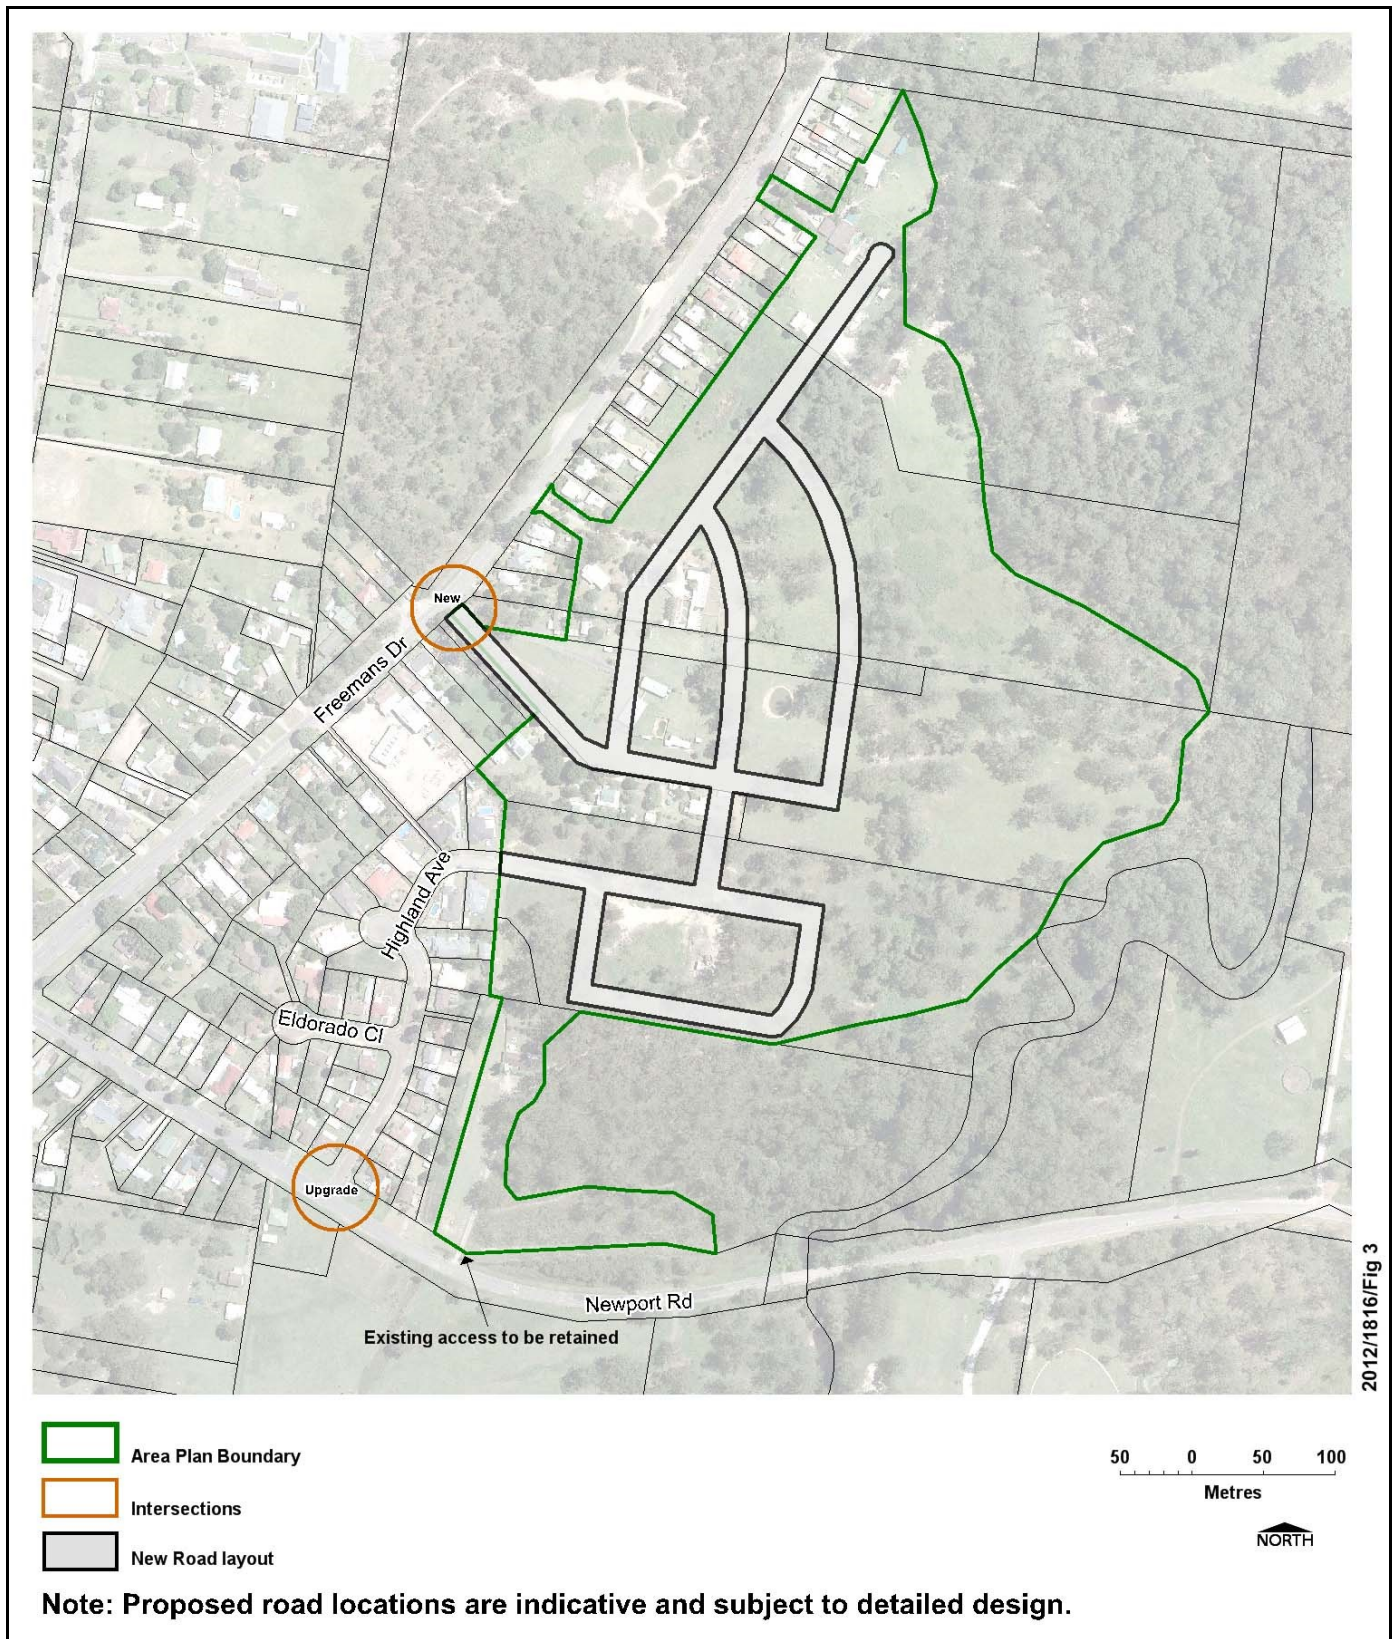 New
Freemans Dr
Highland Ave
Eldorado Cl
Upgrade
Newport Rd
Existing access to be retained
2012/1816/Fig 3
Area Plan Boundary
Intersections
New Road layout
50 0 50 100
Metres
NORTH
Note: Proposed road locations are indicative and subject to detailed design.